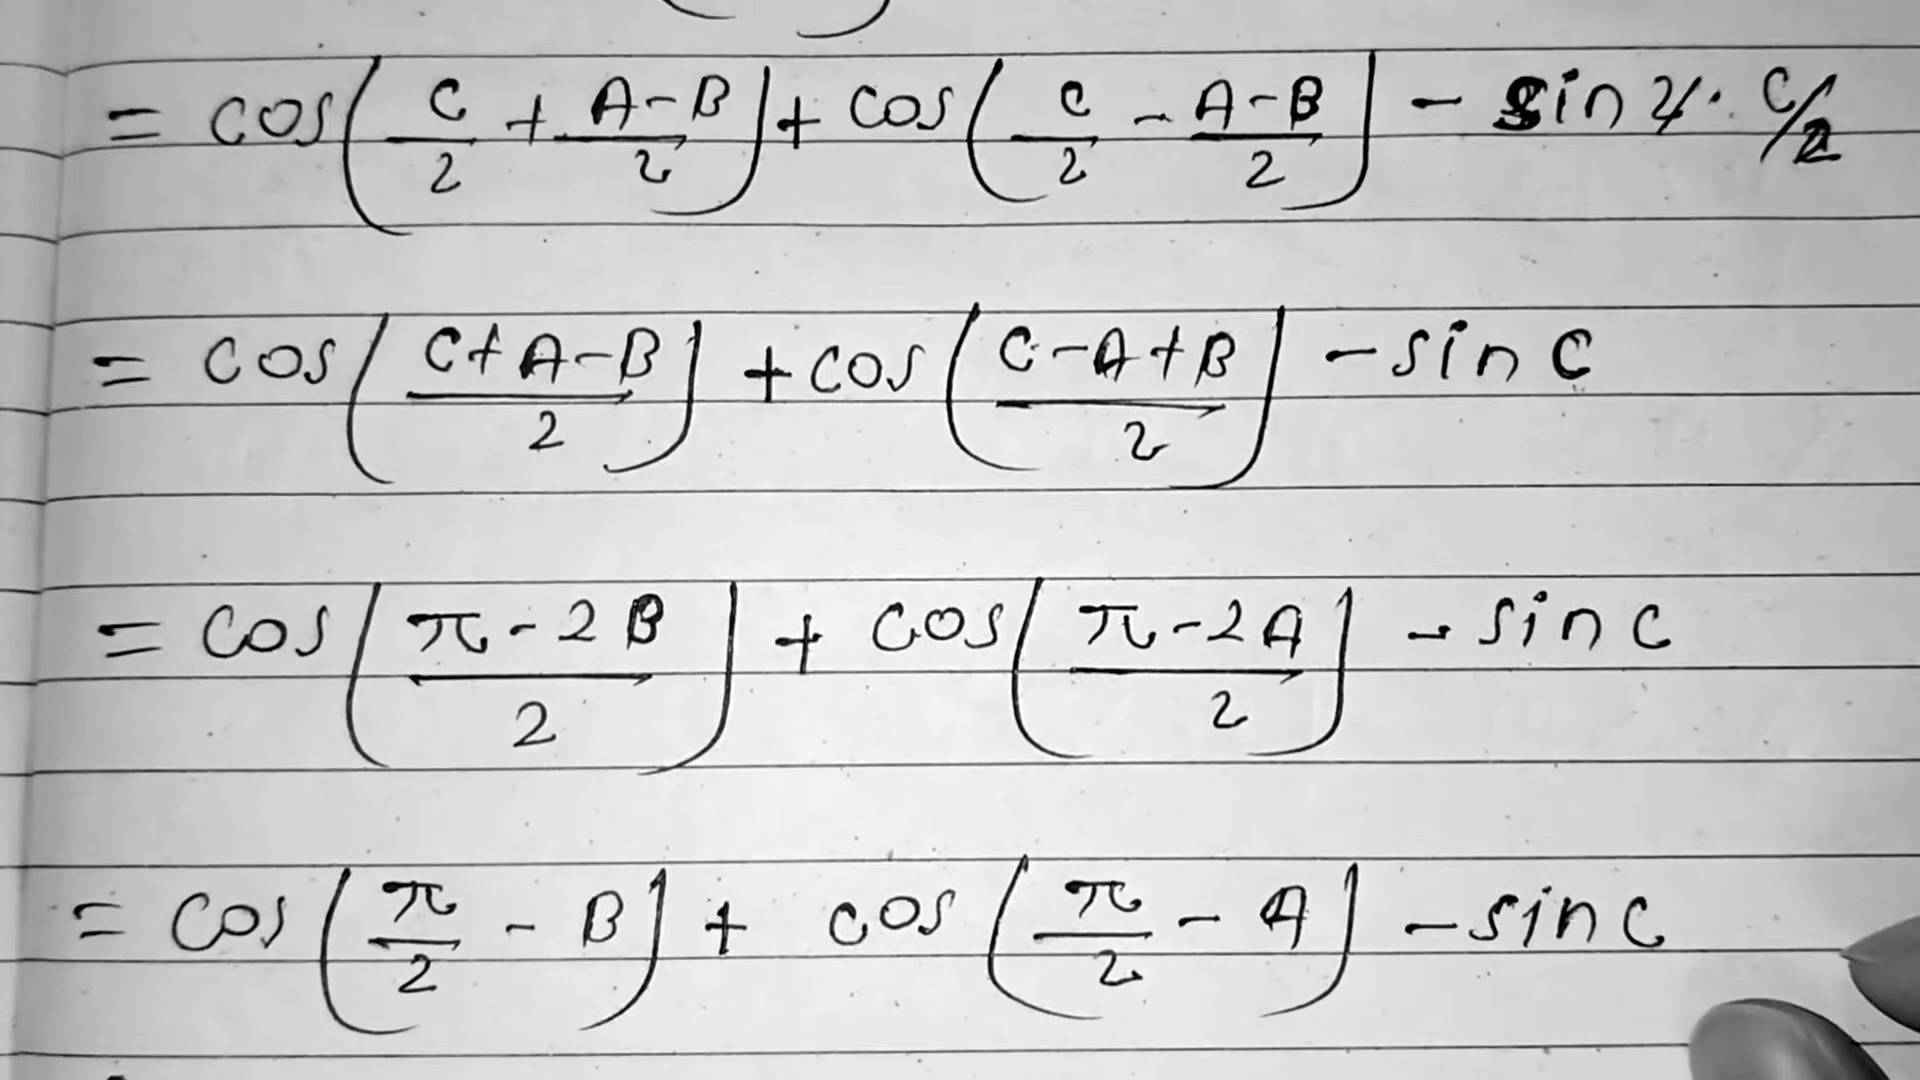 = cos(C/2 + A-B/2) + cos(C/2 - A-B/2) - sin 2. C/2
= cos(C+A-B/2) + cos(C-A+B/2) - sin C
= cos(π-2B/2) + cos(π-2A/2) - sin C
= cos(π/2 - B) + cos(π/2 - A) - sin C